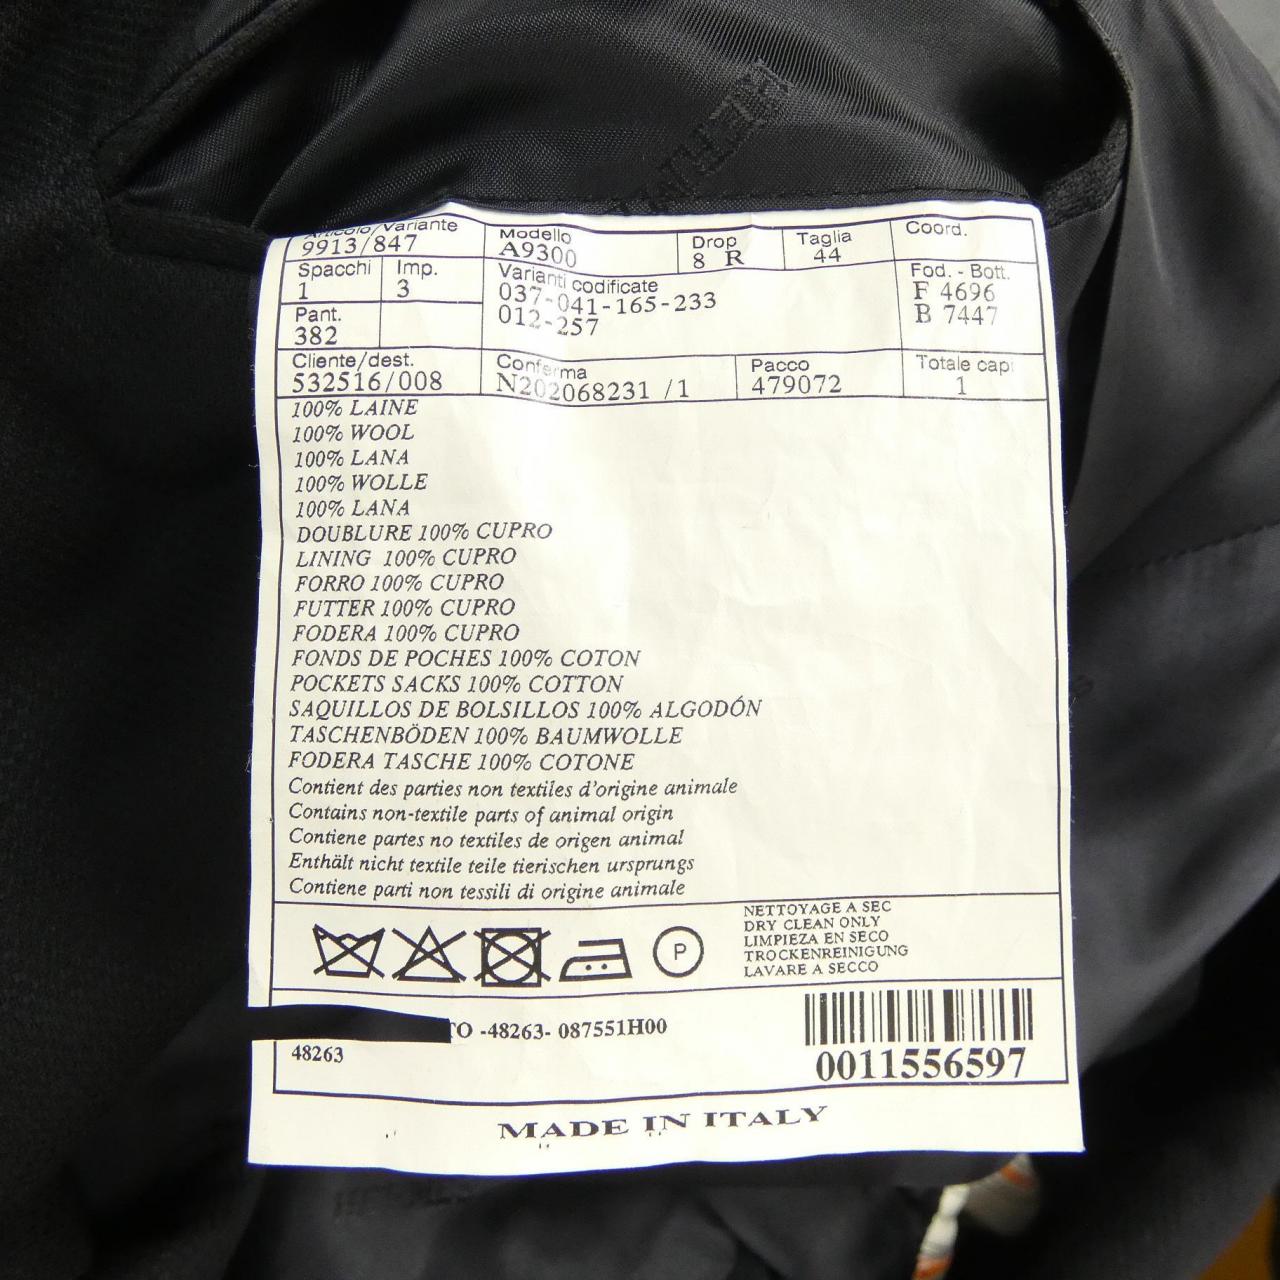 Articolo/Variante
9913/847
Modello
A9300
Drop
8 R
Taglia
44
Coord.
Spacchi
1
Imp.
3
Varianti codificate
037-041-165-233
012-257
Fod. - Bott.
F 4696
B 7447
Pant.
382
Cliente/dest.
532516/008
Conferma
N202068231 /1
Pacco
479072
Totale capi
1
100% LAINE
100% WOOL
100% LANA
100% WOLLE
100% LANA
DOUBLURE 100% CUPRO
LINING 100% CUPRO
FORRO 100% CUPRO
FUTTER 100% CUPRO
FODERA 100% CUPRO
FONDS DE POCHES 100% COTON
POCKETS SACKS 100% COTTON
SAQUILLOS DE BOLSILLOS 100% ALGODÓN
TASCHENBÖDEN 100% BAUMWOLLE
FODERA TASCHE 100% COTONE
Contient des parties non textiles d'origine animale
Contains non-textile parts of animal origin
Contiene partes no textiles de origen animal
Enthält nicht textile teile tierischen ursprungs
Contiene parti non tessili di origine animale
P
NETTOYAGE A SEC
DRY CLEAN ONLY
LIMPIEZA EN SECO
TROCKENREINIGUNG
LAVARE A SECCO
TO -48263- 087551H00
48263
0011556597
MADE IN ITALY